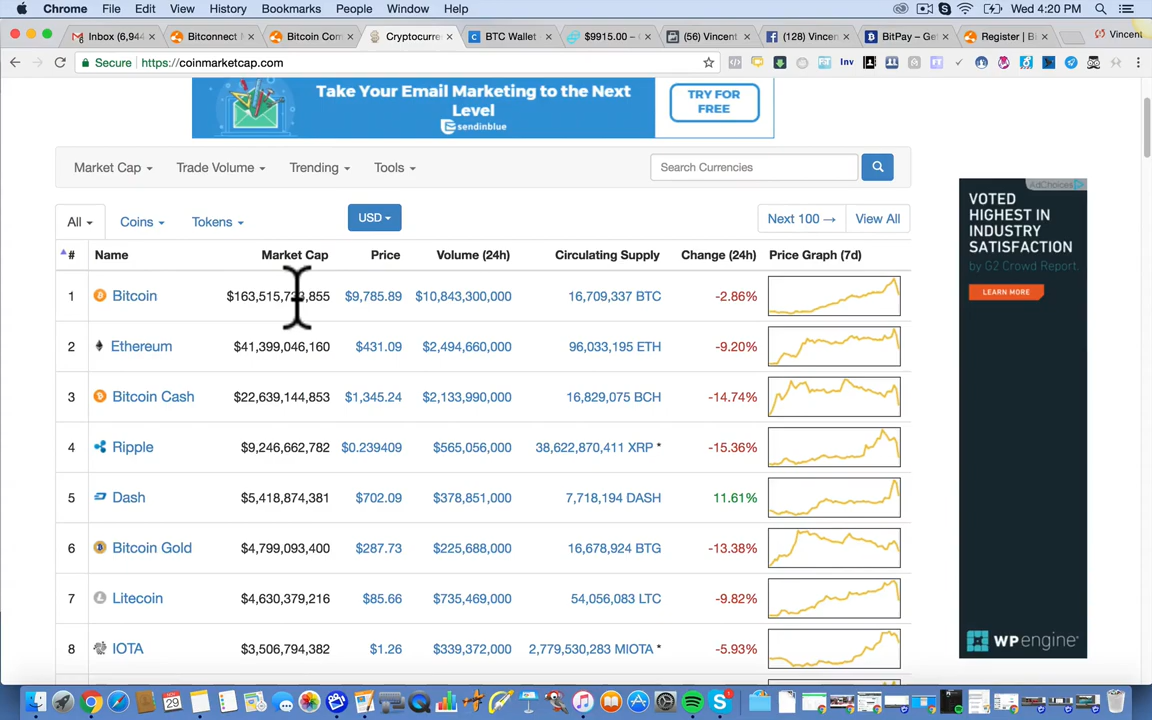 Chrome File Edit View History Bookmarks People Window Help Wed 4:20 PM
Inbox (6,944 Bitconnect M Bitcoin Com Cryptocurre BTC Wallet $9915.00 – (56) Vincent (128) Vincen BitPay – Ge Register | Bi Vincent
Secure https://coinmarketcap.com Inv
Take Your Email Marketing to the Next
Level
sendinblue
TRY FOR
FREE
Market Cap Trade Volume Trending Tools Search Currencies
All Coins Tokens USD Next 100 → View All
# Name Market Cap Price Volume (24h) Circulating Supply Change (24h) Price Graph (7d)
1 Bitcoin $9,785.89 $10,843,300,000 16,709,337 BTC -2.86%
2 Ethereum $41,399,046,160 $431.09 $2,494,660,000 96,033,195 ETH -9.20%
3 Bitcoin Cash $22,639,144,853 $1,345.24 $2,133,990,000 16,829,075 BCH -14.74%
4 Ripple $9,246,662,782 $0.239409 $565,056,000 38,622,870,411 XRP * -15.36%
5 Dash $5,418,874,381 $702.09 $378,851,000 7,718,194 DASH 11.61%
6 Bitcoin Gold $4,799,093,400 $287.73 $225,688,000 16,678,924 BTG -13.38%
7 Litecoin $4,630,379,216 $85.66 $735,469,000 54,056,083 LTC -9.82%
8 IOTA $3,506,794,382 $1.26 $339,372,000 2,779,530,283 MIOTA * -5.93%
AdChoices
VOTED
HIGHEST IN
INDUSTRY
SATISFACTION
by G2 Crowd Report.
LEARN MORE
WPengine
NOV
29